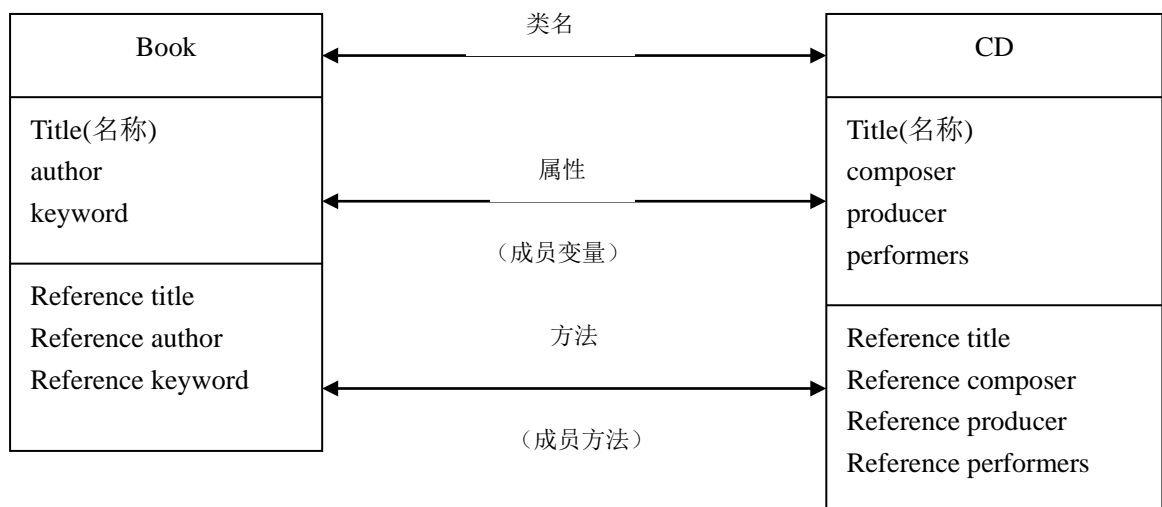 Book
Title(名称)
author
keyword
Reference title
Reference author
Reference keyword
类名
属性
（成员变量）
方法
（成员方法）
CD
Title(名称)
composer
producer
performers
Reference title
Reference composer
Reference producer
Reference performers